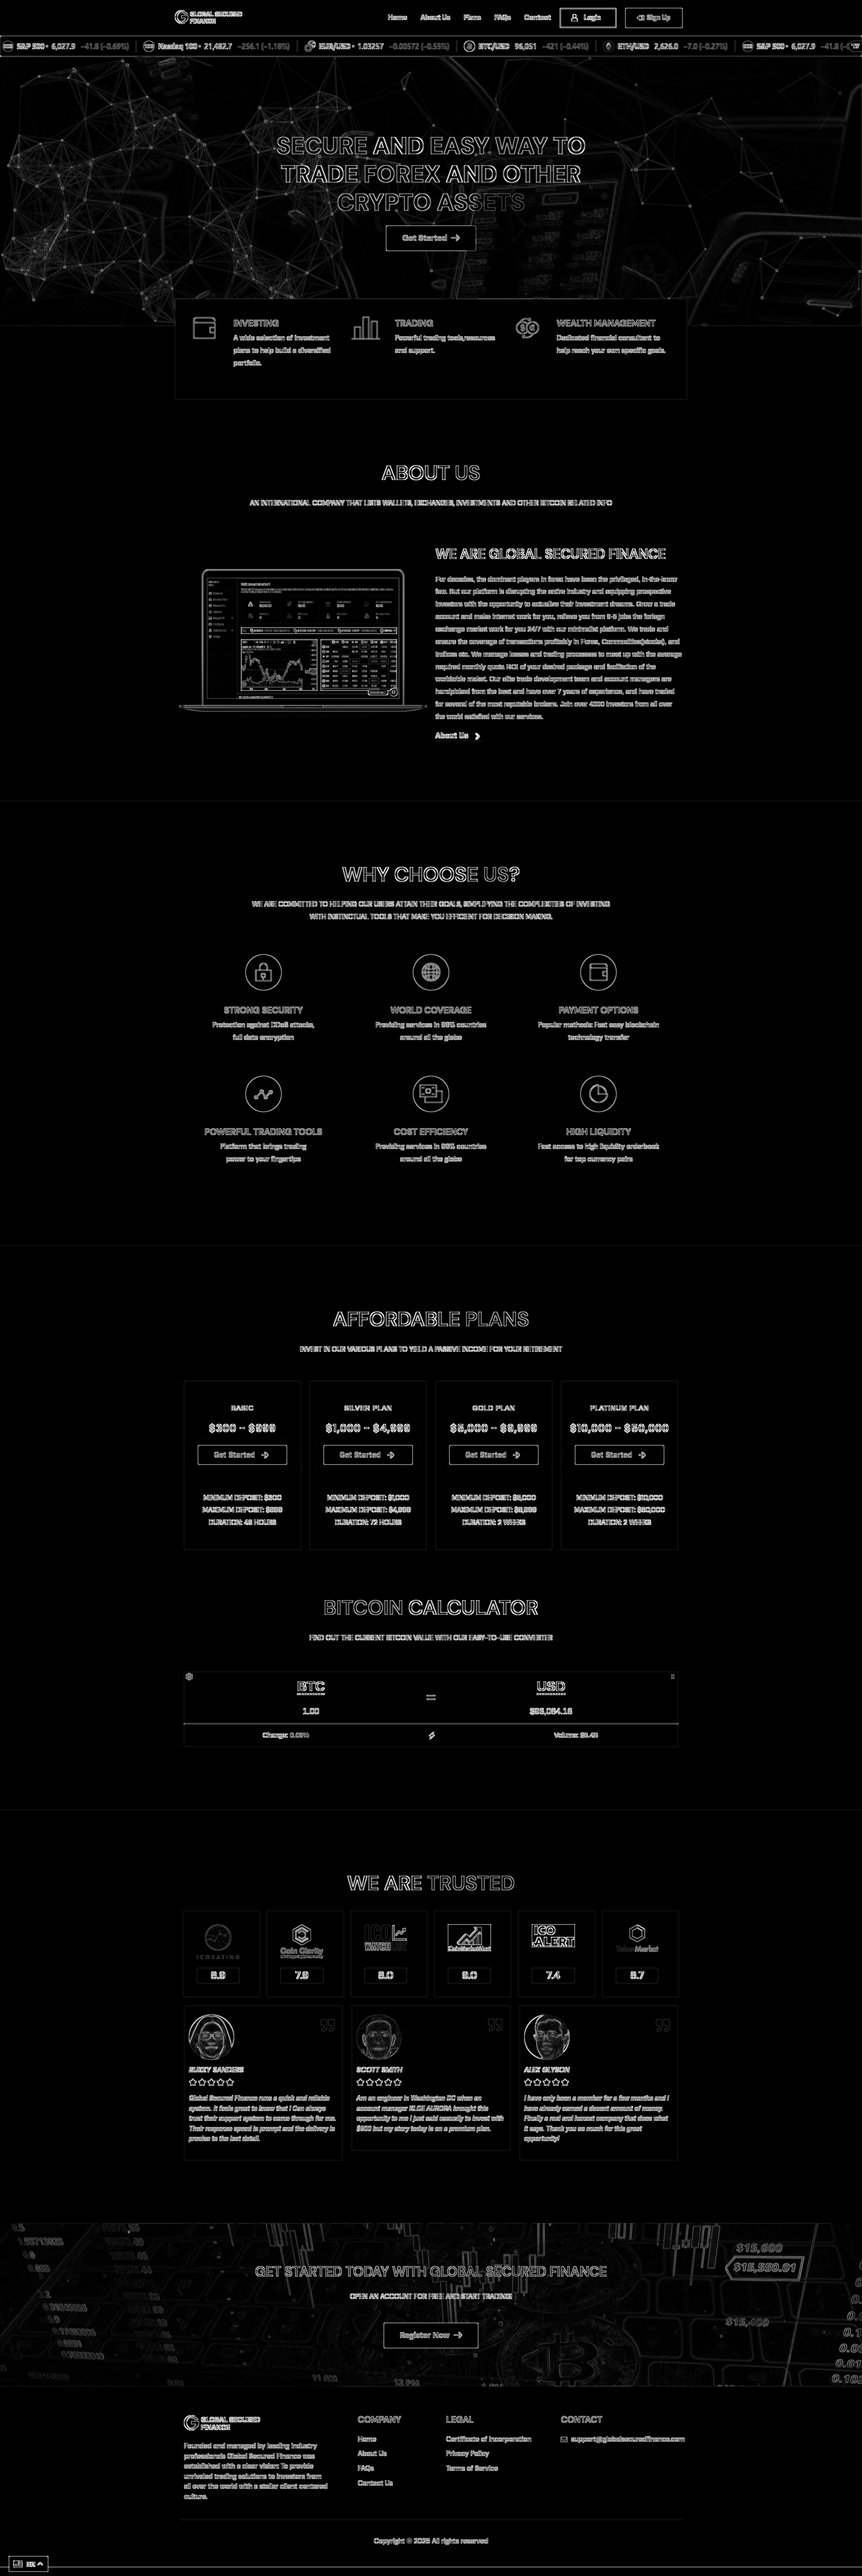 GLOBAL SECURED
FINANCE
Home About Us Plans FAQs Contact Login Sign Up
S&P 500 6,027.9 −41.8 (−0.69%) Nasdaq 100 21,482.7 −256.1 (−1.18%) EUR/USD 1.03257 −0.00572 (−0.55%) BTC/USD 96,051 −421 (−0.44%) ETH/USD 2,626.0 −7.0 (−0.27%) S&P 500 6,027.9
SECURE AND EASY WAY TO
TRADE FOREX AND OTHER
CRYPTO ASSETS
Get Started
INVESTING
A wide selection of investment
plans to help build a diversified
portfolio.
TRADING
Powerful trading tools,resources
and support.
WEALTH MANAGEMENT
Dedicated financial consultant to
help reach your own specific goals.
ABOUT US
AN INTERNATIONAL COMPANY THAT LISTS WALLETS, EXCHANGES, INVESTMENTS AND OTHER BITCOIN RELATED INFO
WE ARE GLOBAL SECURED FINANCE
For decades, the dominant players in forex have been the privileged, in-the-know
few. But our platform is disrupting the entire industry and equipping prospective
investors with the opportunity to actualize their investment dreams. Grow a trade
account and make internet work for you, relieve you from 9-5 jobs the foreign
exchange market work for you 24/7 with our minimalist platform. We trade and
ensure the coverage of transactions profitably in Forex, Commodities(stocks), and
indices etc. We manage losses and trading processes to meet up with the average
required monthly quota ROI of your desired package and facilitation of the
worldwide market. Our elite trade development team and account managers are
handpicked from the best and have over 7 years of experience, and have traded
for several of the most reputable brokers. Join over 4000 investors from all over
the world satisfied with our services.
About Us
WHY CHOOSE US?
WE ARE COMMITTED TO HELPING OUR USERS ATTAIN THEIR GOALS, SIMPLIFYING THE COMPLEXITIES OF INVESTING
WITH INSTINCTUAL TOOLS THAT MAKE YOU EFFICIENT FOR DECISION MAKING.
STRONG SECURITY
Protection against DDoS attacks,
full data encryption
WORLD COVERAGE
Providing services in 99% countries
around all the globe
PAYMENT OPTIONS
Popular methods: Fast easy blockchain
technology transfer
POWERFUL TRADING TOOLS
Platform that brings trading
power to your fingertips
COST EFFICIENCY
Providing services in 99% countries
around all the globe
HIGH LIQUIDITY
Fast access to high liquidity orderbook
for top currency pairs
AFFORDABLE PLANS
INVEST IN OUR VARIOUS PLANS TO YIELD A PASSIVE INCOME FOR YOUR RETIREMENT
BASIC
$300 - $999
Get Started
MINIMUM DEPOSIT: $300
MAXIMUM DEPOSIT: $999
DURATION: 48 HOURS
SILVER PLAN
$1,000 - $4,999
Get Started
MINIMUM DEPOSIT: $1,000
MAXIMUM DEPOSIT: $4,999
DURATION: 72 HOURS
GOLD PLAN
$5,000 - $9,999
Get Started
MINIMUM DEPOSIT: $5,000
MAXIMUM DEPOSIT: $9,999
DURATION: 2 WEEKS
PLATINUM PLAN
$10,000 - $50,000
Get Started
MINIMUM DEPOSIT: $10,000
MAXIMUM DEPOSIT: $50,000
DURATION: 2 WEEKS
BITCOIN CALCULATOR
FIND OUT THE CURRENT BITCOIN VALUE WITH OUR EASY-TO-USE CONVERTER
BTC = USD
1.00
Change: Volume:
WE ARE TRUSTED
ICORATING
8.9
Coin Clarity
7.9
ICO
WATCH LIST
8.0
CoinMarketAlert
9.0
ICO
ALERT
7.4
TokenMarket
8.7
RUKKY SANDERS
Global Secured Finance runs a quick and reliable
system. It feels great to know that I Can always
trust their support system to come through for me.
Their response speed is prompt and the delivery is
precise to the last detail.
SCOTT SMITH
Am an engineer in Washington DC when an
account manager KLOE AURORA brought this
opportunity to me I just said casually to invest with
$500 but my story today is on a premium plan.
ALEX GLYSON
I have only been a member for a few months and I
have already earned a decent amount of money.
Finally a real and honest company that does what
it says. Thank you so much for this great
opportunity!
$15,600
$15,550.01
$15,400
GET STARTED TODAY WITH GLOBAL SECURED FINANCE
OPEN AN ACCOUNT FOR FREE AND START TRADING!
Register Now
11 AM 12 PM
GLOBAL SECURED
FINANCE
Founded and managed by leading industry
professionals Global Secured Finance was
established with a clear vision: To provide
unrivaled trading solutions to investors from
all over the world with a stellar client centered
culture.
COMPANY
Home
About Us
FAQs
Contact Us
LEGAL
Certificate of Incorporation
Privacy Policy
Terms of Service
CONTACT
support@globalsecuredfinance.com
Copyright © 2025 All rights reserved
EN